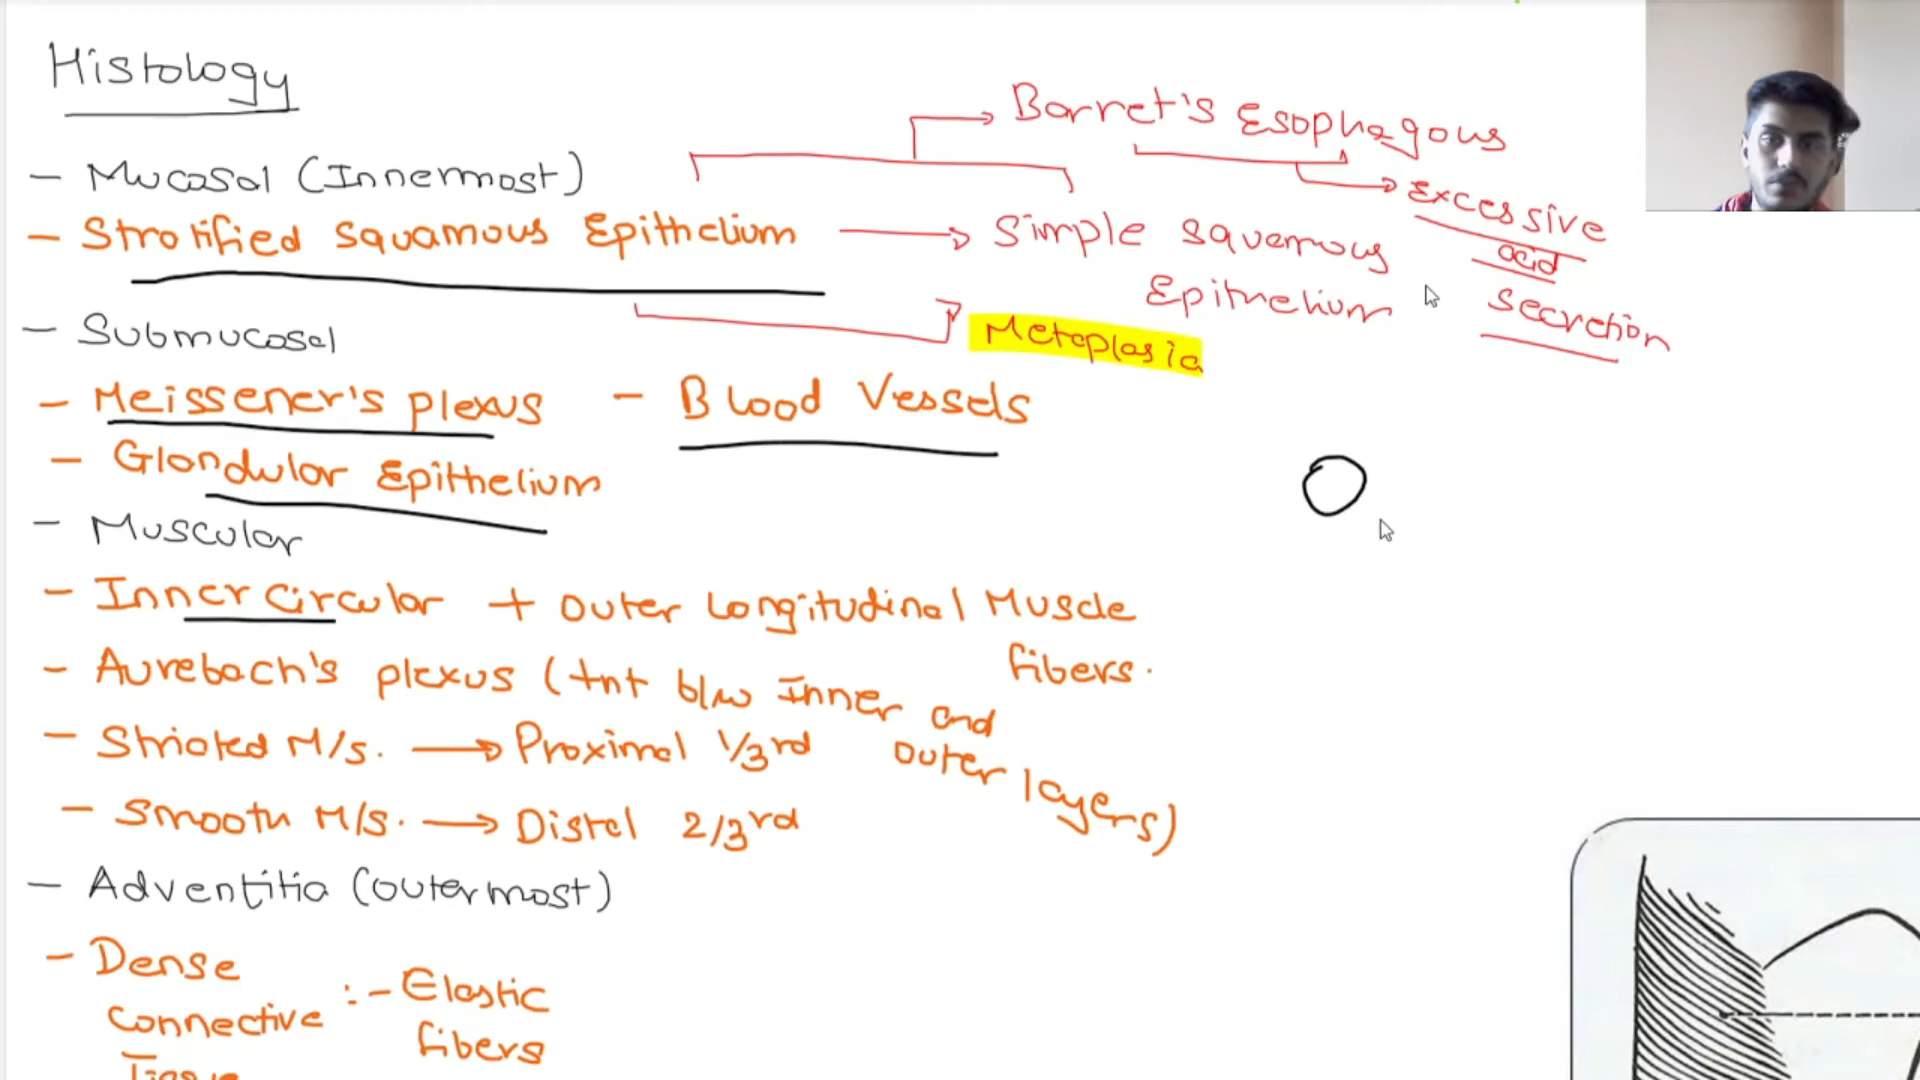 Histology
- Mucosal (Innermost)
- Stratified Squamous Epithelium → Simple Squamous Epithelium
Barret's Esophagous
Excessive
acid
secretion
Metaplasia
- Submucosal
- Meissener's plexus - Blood Vessels
- Glandular Epithelium
- Muscular
- Inner Circular + Outer Longitudinal Muscle
fibers.
- Aurebach's plexus (tnt b/w Inner and
outer layers)
- Striated M/s. → Proximal 1/3rd
- Smooth M/s. → Distal 2/3rd
- Adventitia (outermost)
- Dense
Connective :- Elastic
fibers
Tissue